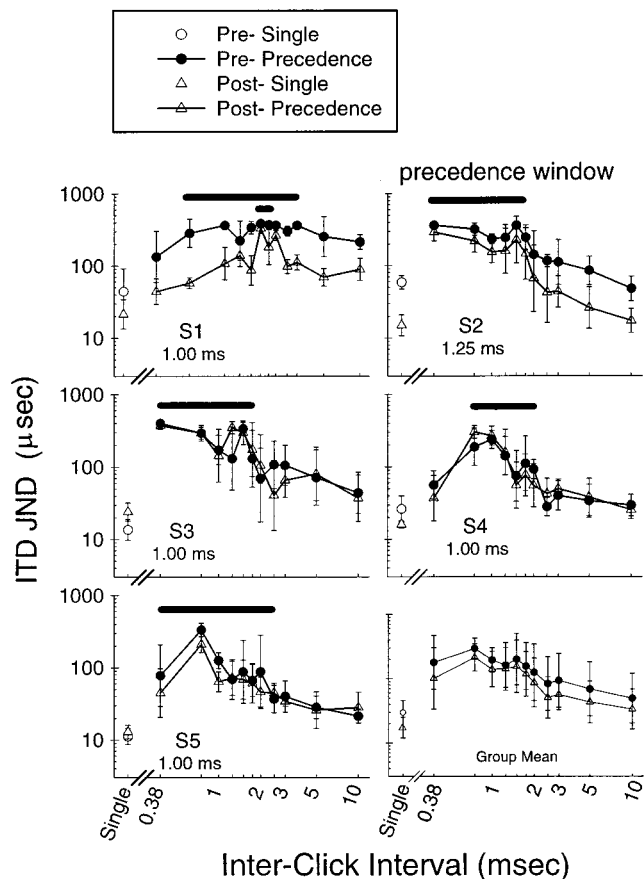 Pre- Single
Pre- Precedence
Post- Single
Post- Precedence
precedence window
1000
100
10
S1
1.00 ms
S2
1.25 ms
1000
100
10
S3
1.00 ms
S4
1.00 ms
1000
100
10
S5
1.00 ms
Group Mean
ITD JND (μsec)
Single 0.38 1 2 3 5 10
Single 0.38 1 2 3 5 10
Inter-Click Interval (msec)